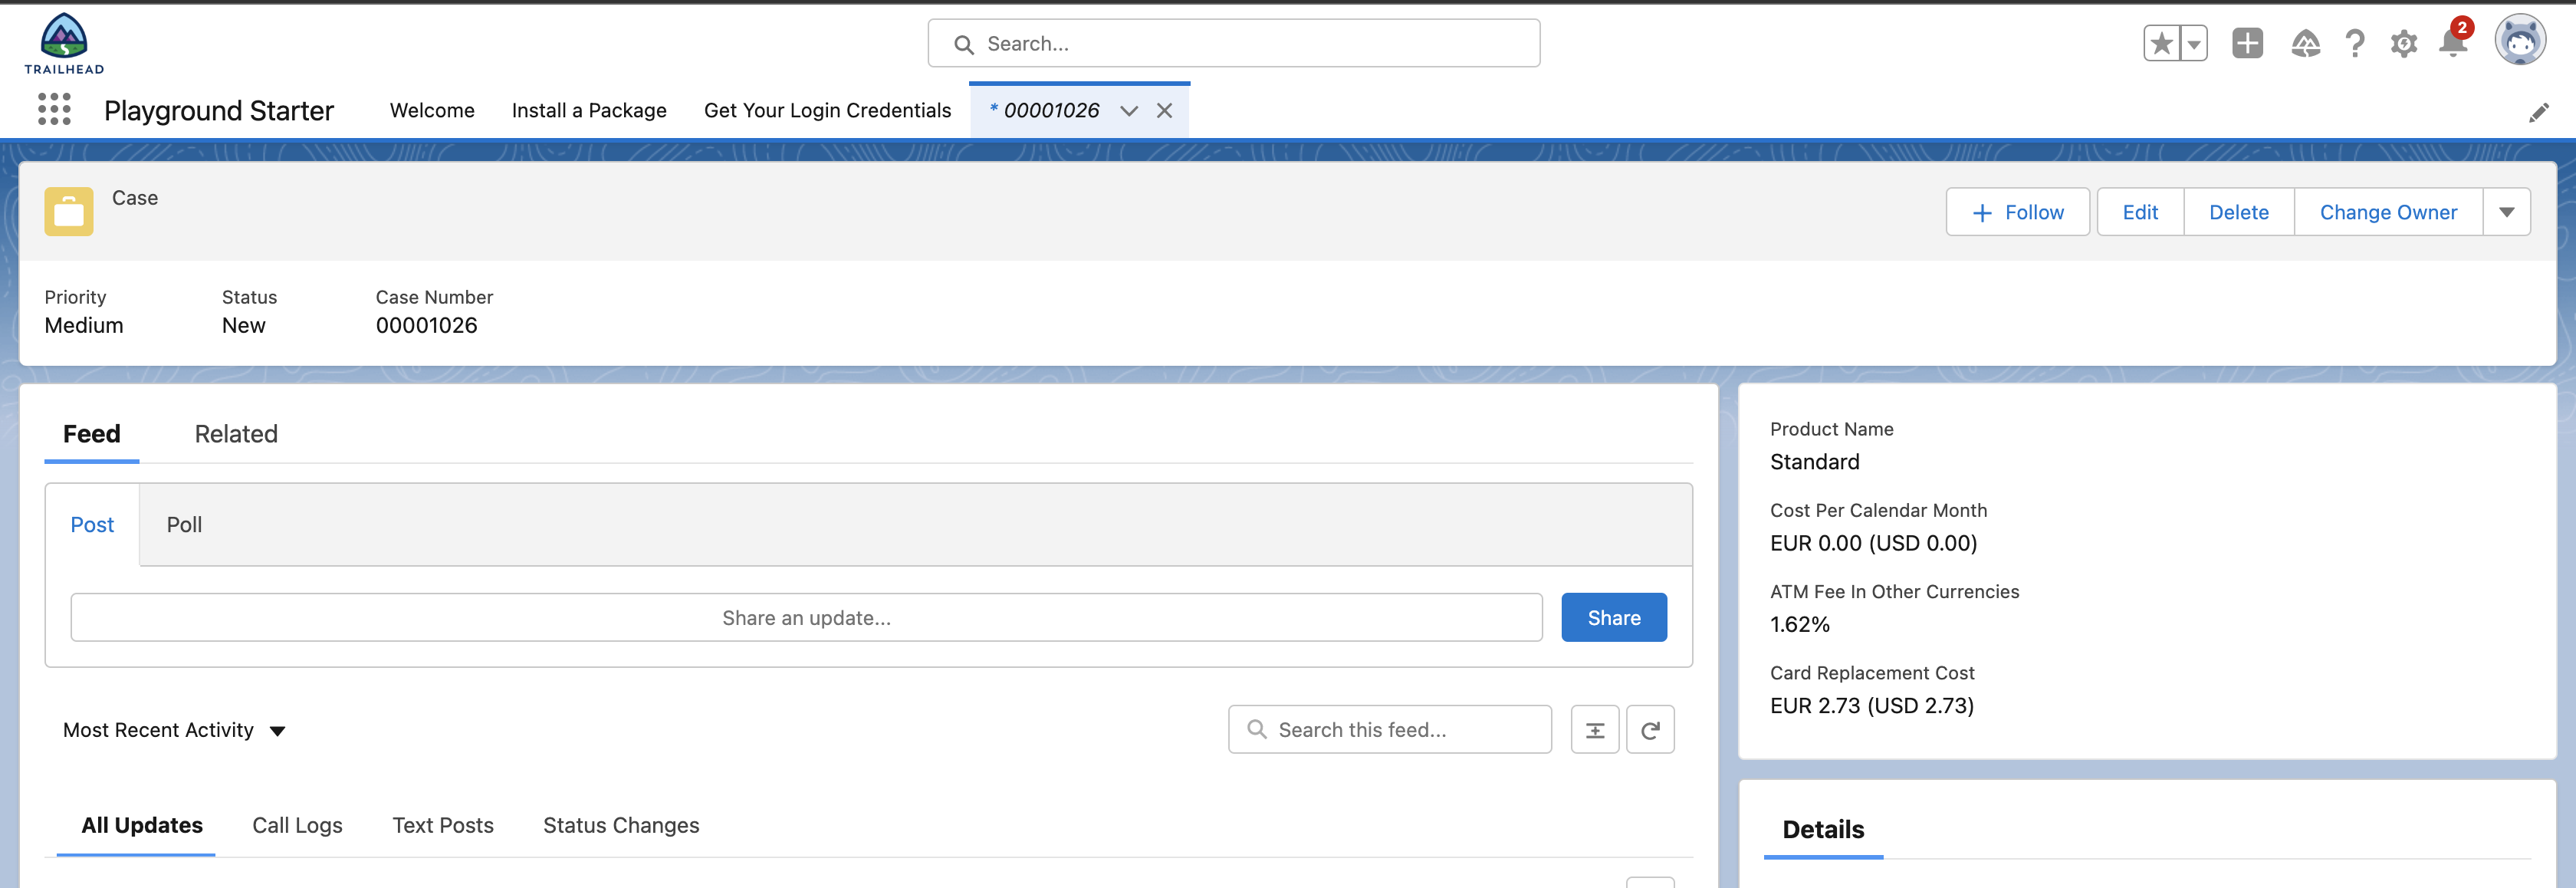 TRAILHEAD
Search...
2
Playground Starter
Welcome
Install a Package
Get Your Login Credentials
* 00001026
Case
Follow
Edit
Delete
Change Owner
Priority
Medium
Status
New
Case Number
00001026
Feed
Related
Post
Poll
Share an update...
Share
Most Recent Activity
Search this feed...
All Updates
Call Logs
Text Posts
Status Changes
Product Name
Standard
Cost Per Calendar Month
EUR 0.00 (USD 0.00)
ATM Fee In Other Currencies
1.62%
Card Replacement Cost
EUR 2.73 (USD 2.73)
Details